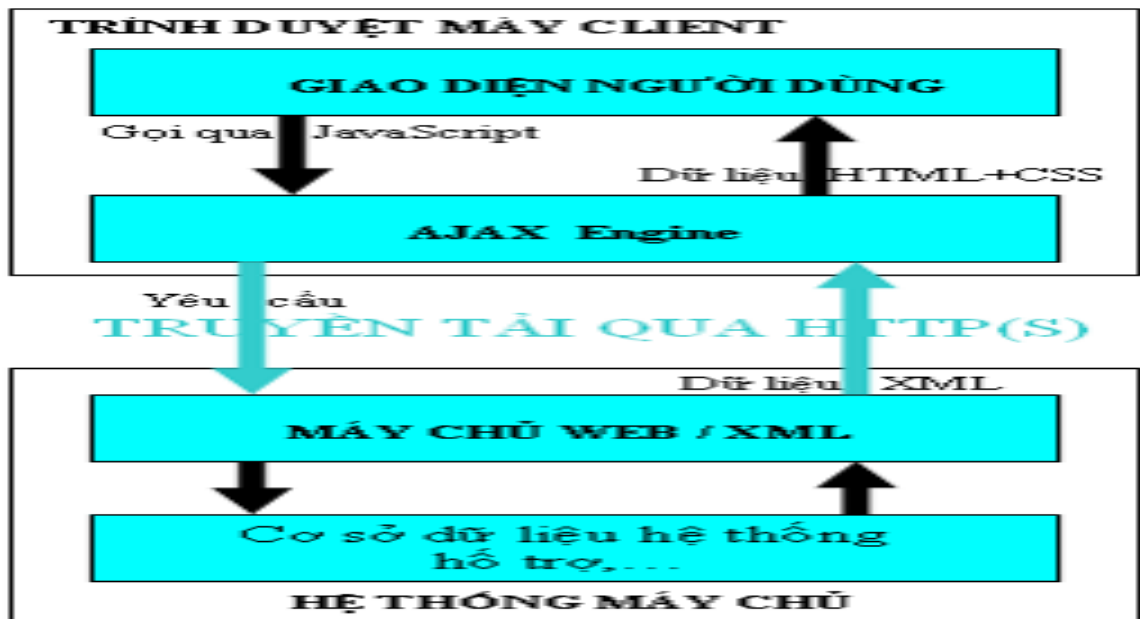 TRÌNH DUYỆT MÁY CLIENT
GIAO DIỆN NGƯỜI DÙNG
Gọi qua JavaScript
Dữ liệu HTML+CSS
AJAX Engine
Yêu cầu
TRUYỀN TẢI QUA HTTP(S)
Dữ liệu XML
MÁY CHỦ WEB / XML
Cơ sở dữ liệu hệ thống
hố trợ,...
HỆ THỐNG MÁY CHỦ